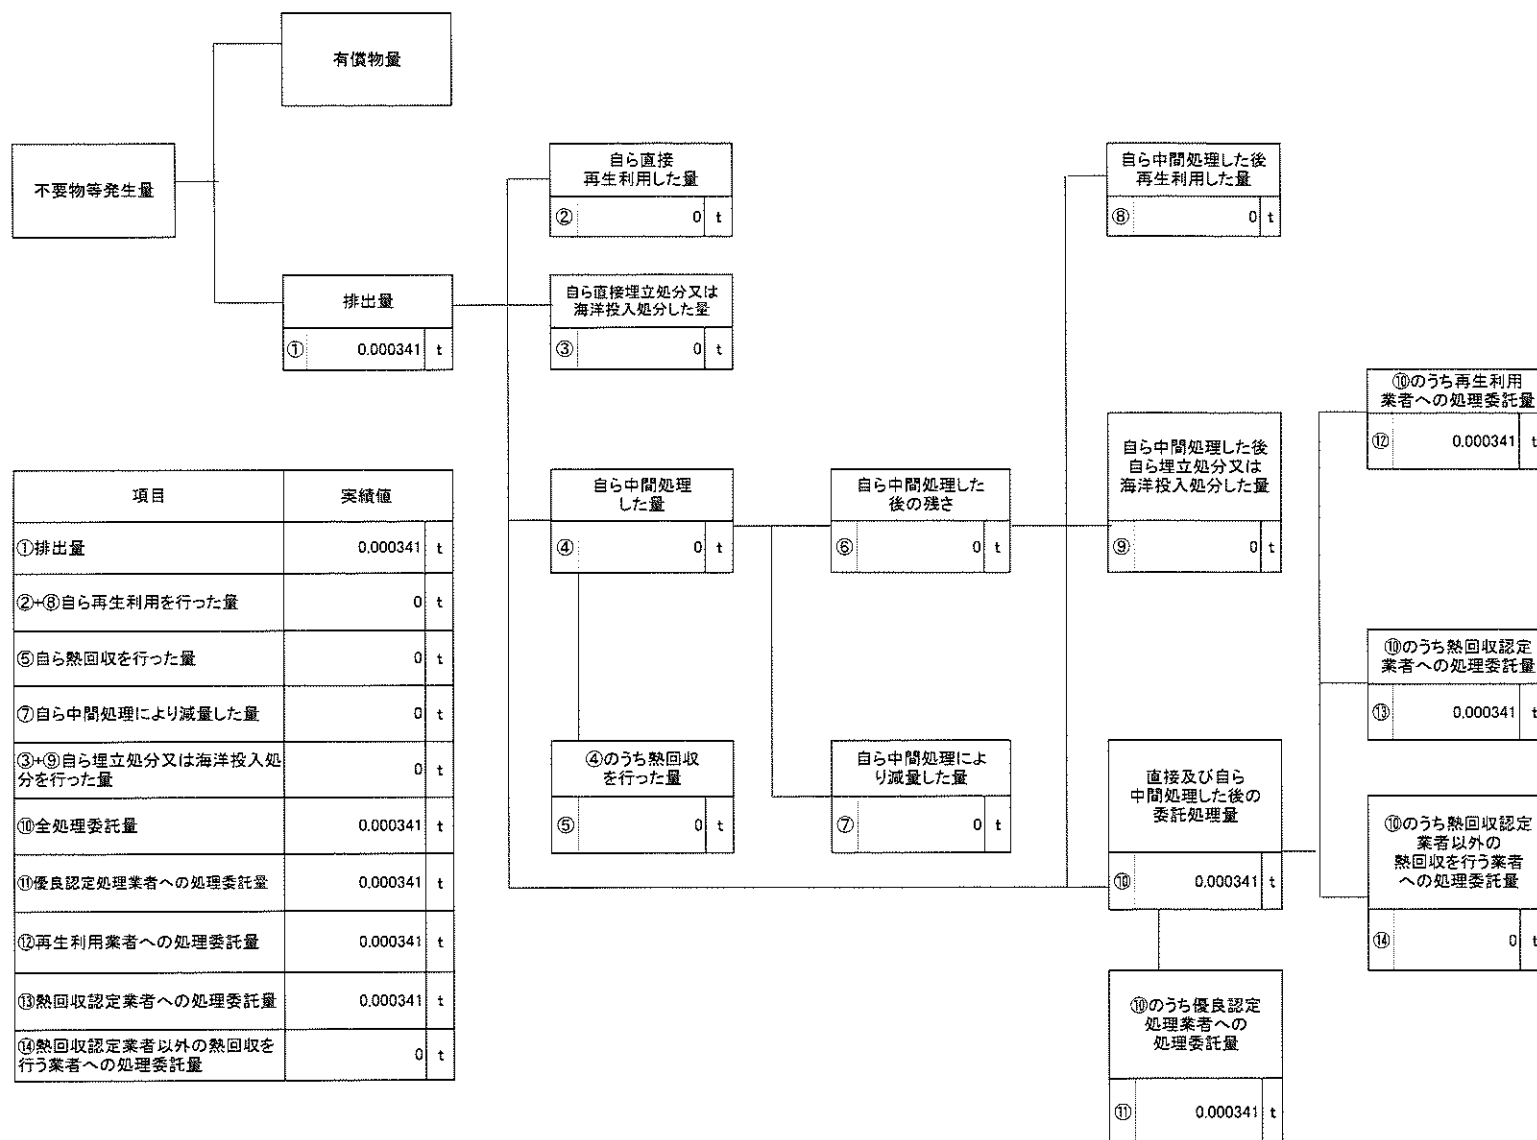 有償物量
不要物等発生量
排出量
① 0.000341 t
自ら直接
再生利用した量
② 0 t
自ら直接埋立処分又は
海洋投入処分した量
③ 0 t
自ら中間処理
した量
④ 0 t
④のうち熱回収
を行った量
⑤ 0 t
自ら中間処理した
後の残さ
⑥ 0 t
自ら中間処理によ
り減量した量
⑦ 0 t
自ら中間処理した後
再生利用した量
⑧ 0 t
自ら中間処理した後
自ら埋立処分又は
海洋投入処分した量
⑨ 0 t
直接及び自ら
中間処理した後の
委託処理量
⑩ 0.000341 t
⑩のうち優良認定
処理業者への
処理委託量
⑪ 0.000341 t
⑩のうち再生利用
業者への処理委託量
⑫ 0.000341 t
⑩のうち熱回収認定
業者への処理委託量
⑬ 0.000341 t
⑩のうち熱回収認定
業者以外の
熱回収を行う業者
への処理委託量
⑭ 0 t
項目 実績値
①排出量 0.000341 t
②+⑧自ら再生利用を行った量 0 t
⑤自ら熱回収を行った量 0 t
⑦自ら中間処理により減量した量 0 t
③+⑨自ら埋立処分又は海洋投入処
分を行った量 0 t
⑩全処理委託量 0.000341 t
⑪優良認定処理業者への処理委託量 0.000341 t
⑫再生利用業者への処理委託量 0.000341 t
⑬熱回収認定業者への処理委託量 0.000341 t
⑭熱回収認定業者以外の熱回収を
行う業者への処理委託量 0 t